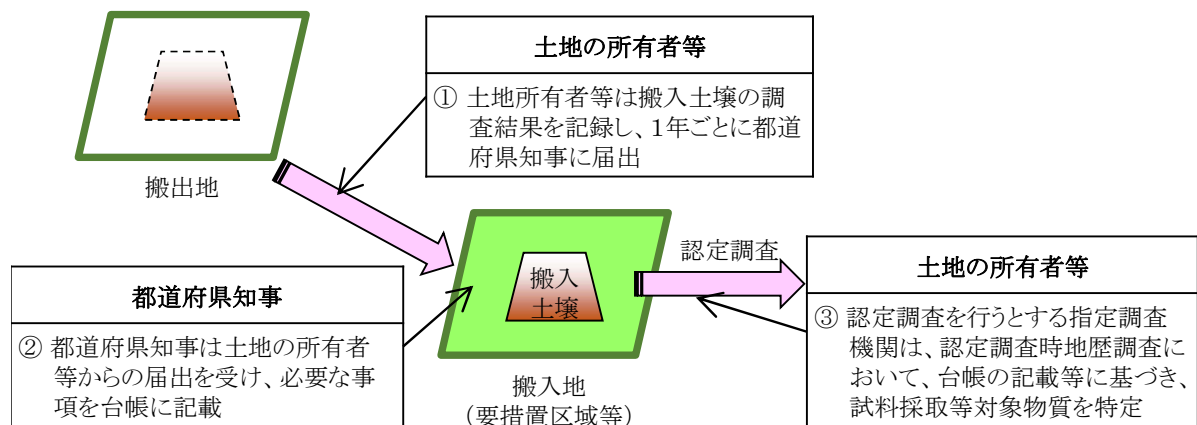 土地の所有者等
① 土地所有者等は搬入土壌の調
査結果を記録し、１年ごとに都道
府県知事に届出
搬出地
認定調査
搬入
土壌
都道府県知事
② 都道府県知事は土地の所有者
等からの届出を受け、必要な事
項を台帳に記載
搬入地
（要措置区域等）
土地の所有者等
③ 認定調査を行うとする指定調査
機関は、認定調査時地歴調査に
おいて、台帳の記載等に基づき、
試料採取等対象物質を特定